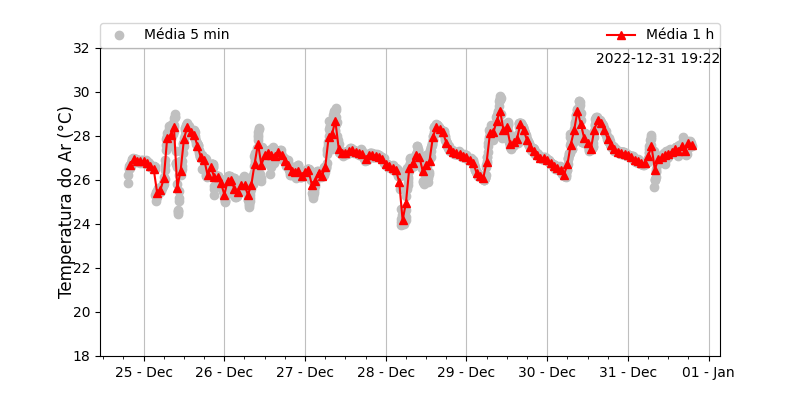 Média 5 min
Média 1 h
2022-12-31 19:22
Temperatura do Ar (°C)
32
30
28
26
24
22
20
18
25 - Dec
26 - Dec
27 - Dec
28 - Dec
29 - Dec
30 - Dec
31 - Dec
01 - Jan